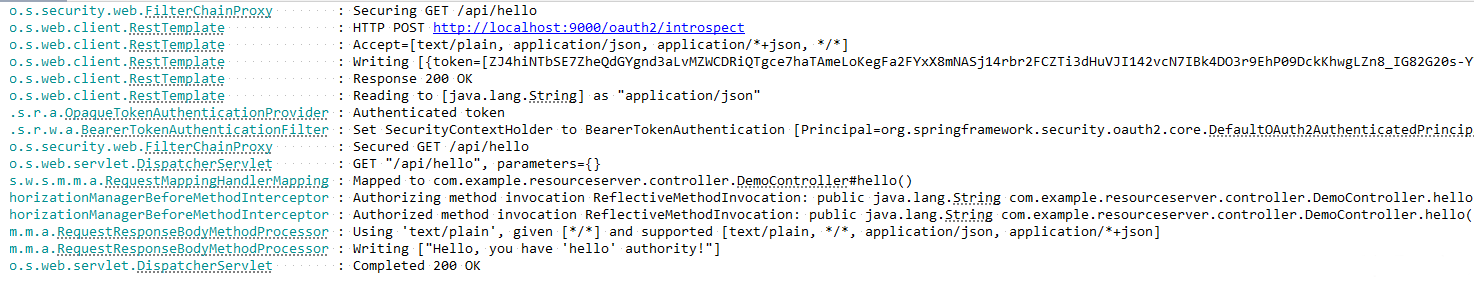 o.s.security.web.FilterChainProxy : Securing GET /api/hello
o.s.web.client.RestTemplate : HTTP POST http://localhost:9000/oauth2/introspect
o.s.web.client.RestTemplate : Accept=[text/plain, application/json, application/*+json, */*]
o.s.web.client.RestTemplate : Writing [{token=[ZJ4hiNTbSE7ZheQdGYgnd3aLvMZWCDRiQTgce7haTAmeLoKegFa2FYxX8mNASj14rbr2FCZTi3dHuVJI142vcN7IBk4DO3r9EhP09DckKhwgLZn8_IG82G20s-Y
o.s.web.client.RestTemplate : Response 200 OK
o.s.web.client.RestTemplate : Reading to [java.lang.String] as "application/json"
.s.r.a.OpaqueTokenAuthenticationProvider : Authenticated token
.s.r.w.a.BearerTokenAuthenticationFilter : Set SecurityContextHolder to BearerTokenAuthentication [Principal=org.springframework.security.oauth2.core.DefaultOAuth2AuthenticatedPrincip
o.s.security.web.FilterChainProxy : Secured GET /api/hello
o.s.web.servlet.DispatcherServlet : GET "/api/hello", parameters={}
s.w.s.m.m.a.RequestMappingHandlerMapping : Mapped to com.example.resourceserver.controller.DemoController#hello()
horizationManagerBeforeMethodInterceptor : Authorizing method invocation ReflectiveMethodInvocation: public java.lang.String com.example.resourceserver.controller.DemoController.hello
horizationManagerBeforeMethodInterceptor : Authorized method invocation ReflectiveMethodInvocation: public java.lang.String com.example.resourceserver.controller.DemoController.hello(
m.m.a.RequestResponseBodyMethodProcessor : Using 'text/plain', given [*/*] and supported [text/plain, */*, application/json, application/*+json]
m.m.a.RequestResponseBodyMethodProcessor : Writing ["Hello, you have 'hello' authority!"]
o.s.web.servlet.DispatcherServlet : Completed 200 OK